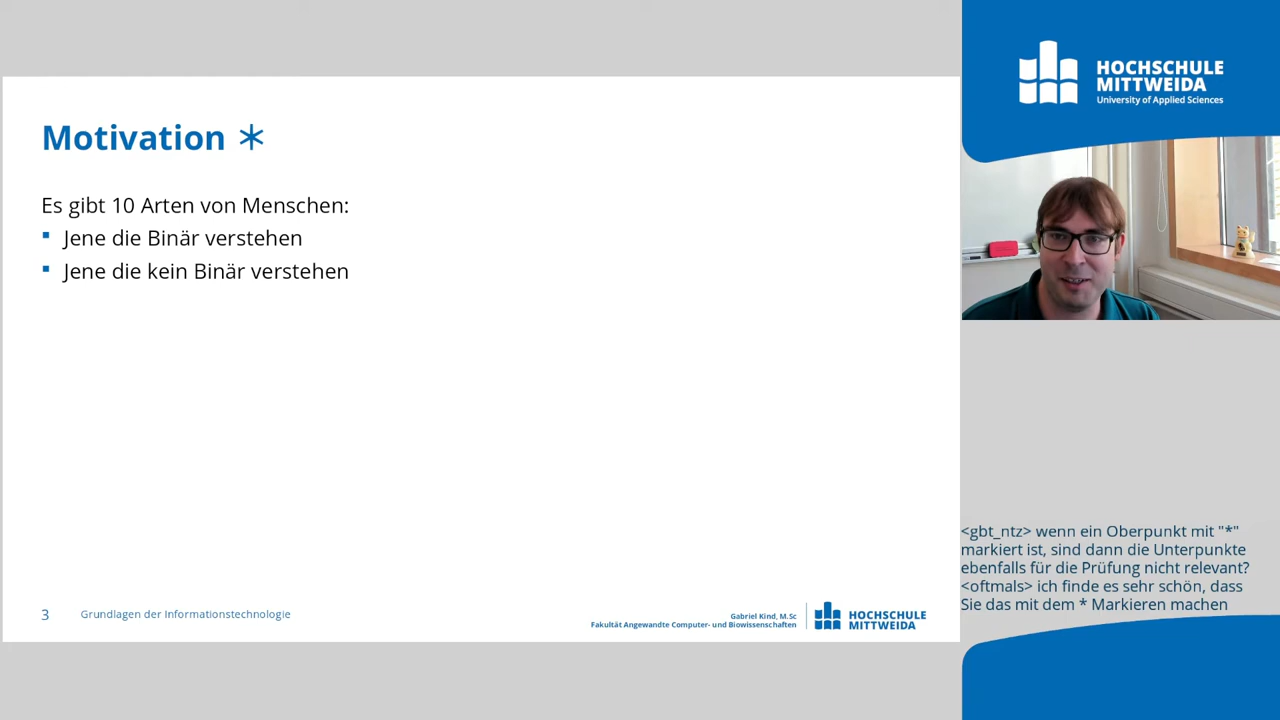 Motivation *
Es gibt 10 Arten von Menschen:
Jene die Binär verstehen
Jene die kein Binär verstehen
3
Grundlagen der Informationstechnologie
Gabriel Kind, M.Sc
Fakultät Angewandte Computer- und Biowissenschaften
HOCHSCHULE
MITTWEIDA
HOCHSCHULE
MITTWEIDA
University of Applied Sciences
<gbt_ntz> wenn ein Oberpunkt mit "*"
markiert ist, sind dann die Unterpunkte
ebenfalls für die Prüfung nicht relevant?
<oftmals> ich finde es sehr schön, dass
Sie das mit dem * Markieren machen